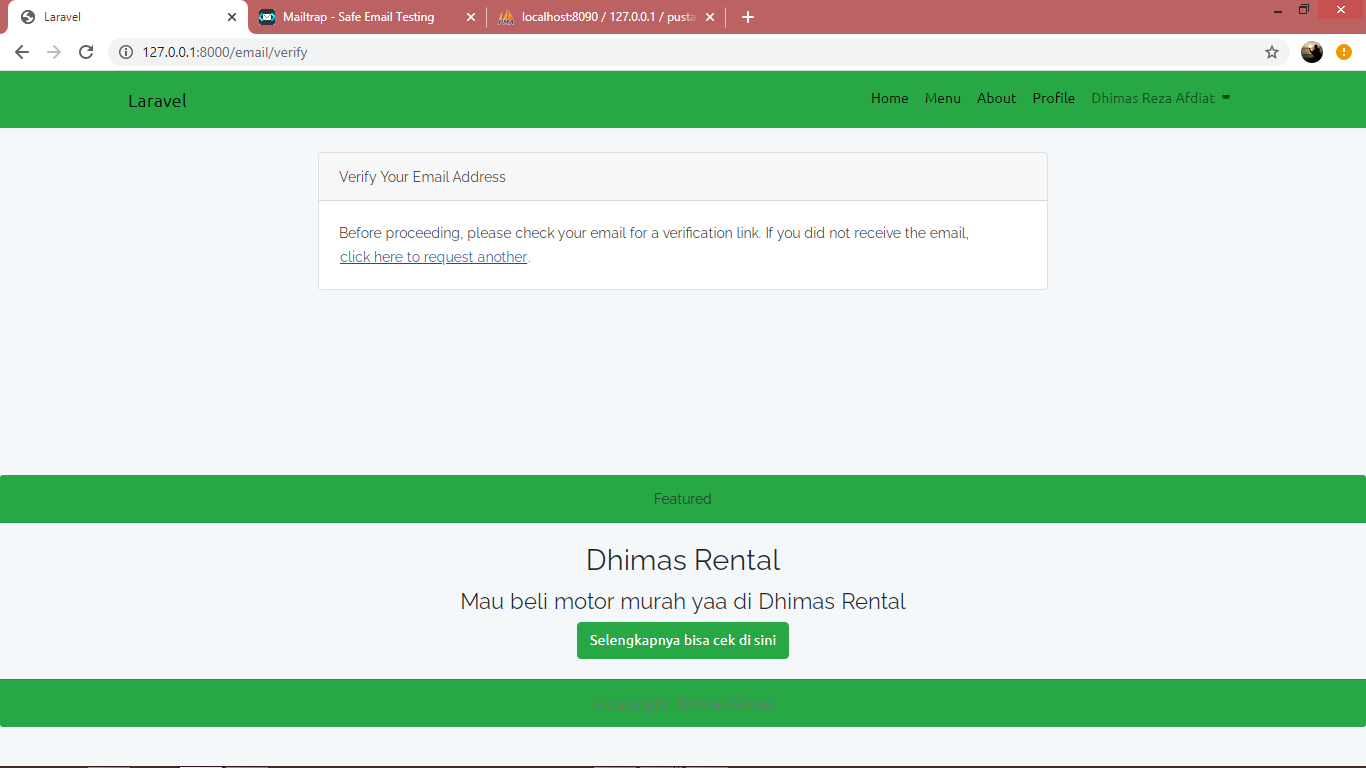 Laravel
Mailtrap - Safe Email Testing
localhost:8090 / 127.0.0.1 / pusta
127.0.0.1:8000/email/verify
Laravel
Home Menu About Profile Dhimas Reza Afdiat
Verify Your Email Address
Before proceeding, please check your email for a verification link. If you did not receive the email,
click here to request another.
Featured
Dhimas Rental
Mau beli motor murah yaa di Dhimas Rental
Selengkapnya bisa cek di sini
Dhimas Rental